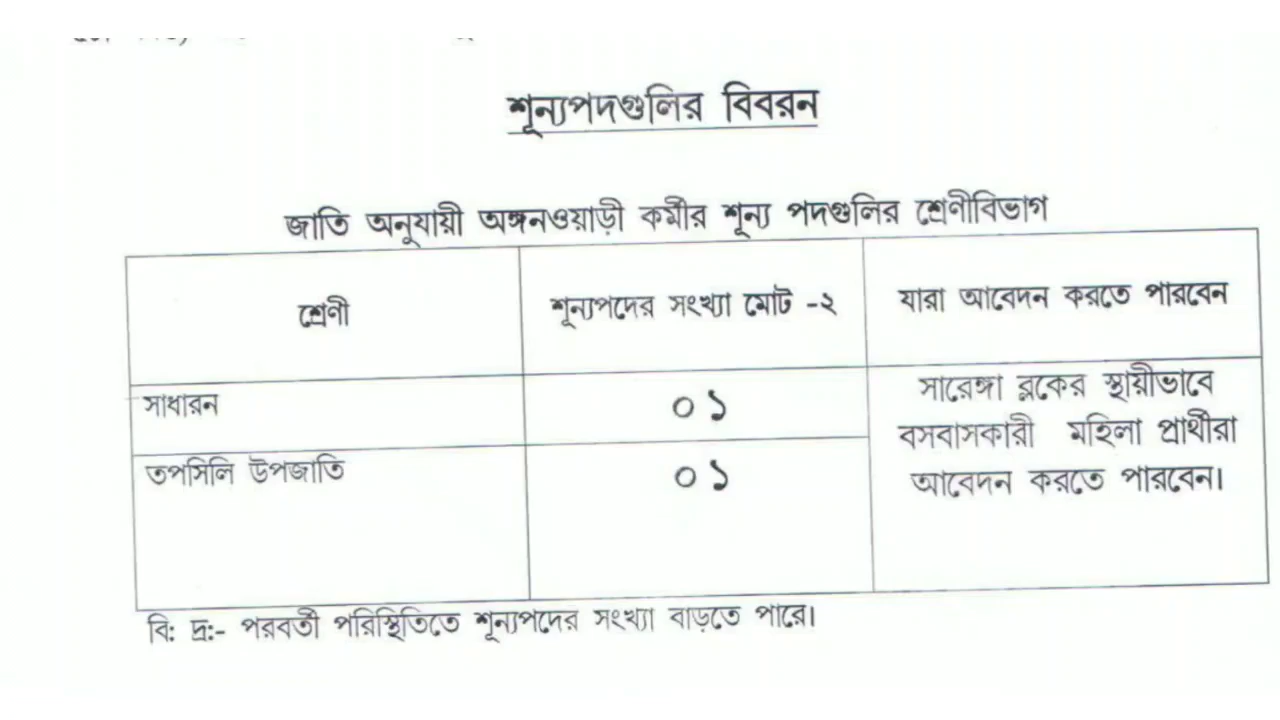 শূন্যপদগুলির বিবরন
জাতি অনুযায়ী অঙ্গনওয়াড়ী কর্মীর শূন্য পদগুলির শ্রেণীবিভাগ
শ্রেণী
শূন্যপদের সংখ্যা মোট -২
যারা আবেদন করতে পারবেন
সাধারন
০১
সারেঙ্গা ব্লকের স্থায়ীভাবে
বসবাসকারী মহিলা প্রার্থীরা
আবেদন করতে পারবেন।
তপসিলি উপজাতি
০১
বি: দ্র:- পরবর্তী পরিস্থিতিতে শূন্যপদের সংখ্যা বাড়তে পারে।